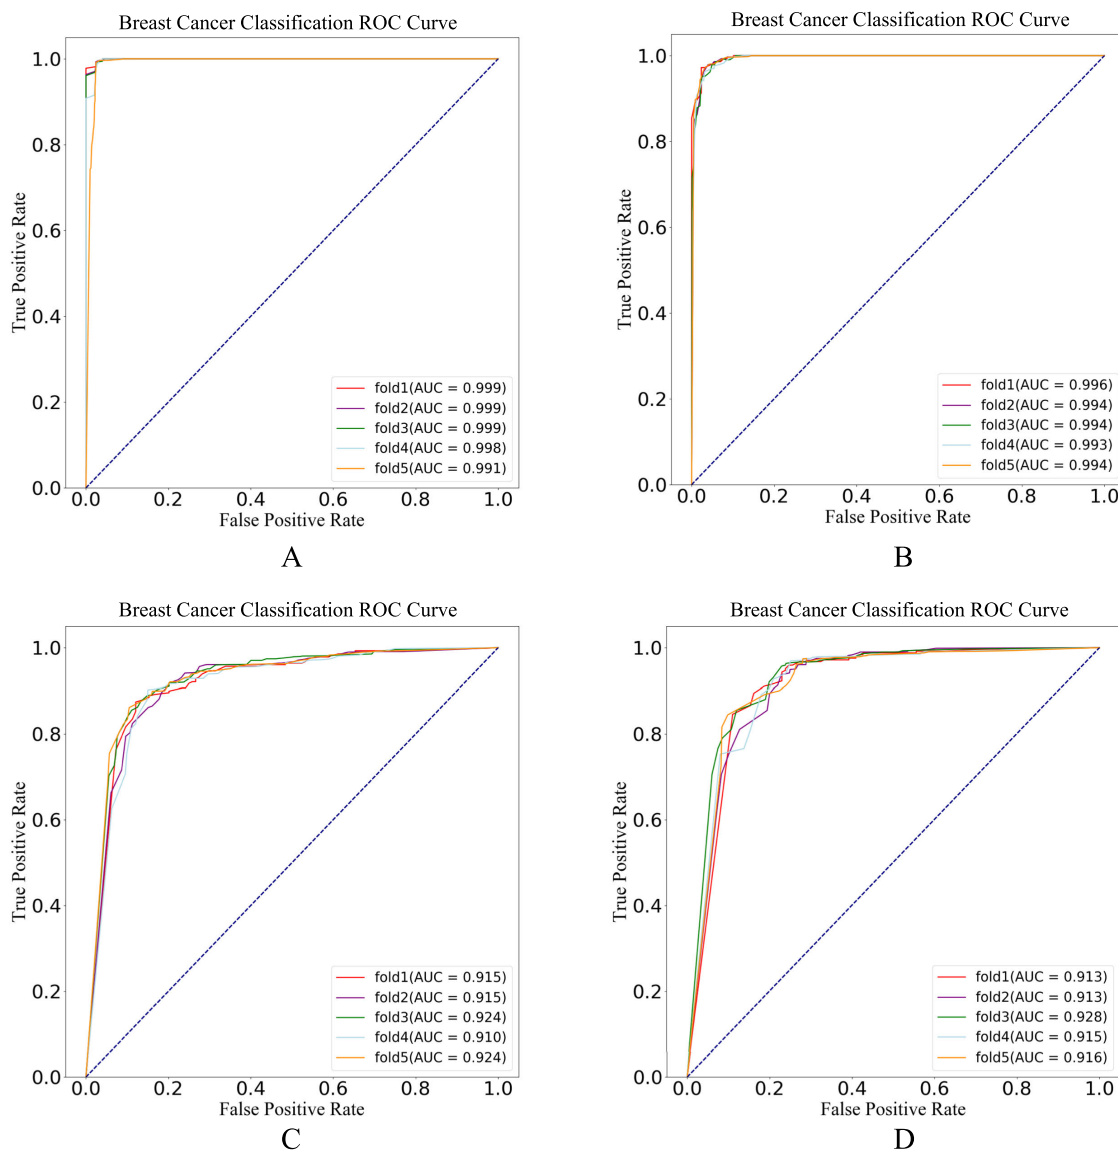 Breast Cancer Classification ROC Curve
1.0
0.8
0.6
0.4
0.2
0.0
True Positive Rate
fold1(AUC = 0.999)
fold2(AUC = 0.999)
fold3(AUC = 0.999)
fold4(AUC = 0.998)
fold5(AUC = 0.991)
0.0 0.2 0.4 0.6 0.8 1.0
False Positive Rate
A
Breast Cancer Classification ROC Curve
1.0
0.8
0.6
0.4
0.2
0.0
True Positive Rate
fold1(AUC = 0.996)
fold2(AUC = 0.994)
fold3(AUC = 0.994)
fold4(AUC = 0.993)
fold5(AUC = 0.994)
0.0 0.2 0.4 0.6 0.8 1.0
False Positive Rate
B
Breast Cancer Classification ROC Curve
1.0
0.8
0.6
0.4
0.2
0.0
True Positive Rate
fold1(AUC = 0.915)
fold2(AUC = 0.915)
fold3(AUC = 0.924)
fold4(AUC = 0.910)
fold5(AUC = 0.924)
0.0 0.2 0.4 0.6 0.8 1.0
False Positive Rate
C
Breast Cancer Classification ROC Curve
1.0
0.8
0.6
0.4
0.2
0.0
True Positive Rate
fold1(AUC = 0.913)
fold2(AUC = 0.913)
fold3(AUC = 0.928)
fold4(AUC = 0.915)
fold5(AUC = 0.916)
0.0 0.2 0.4 0.6 0.8 1.0
False Positive Rate
D